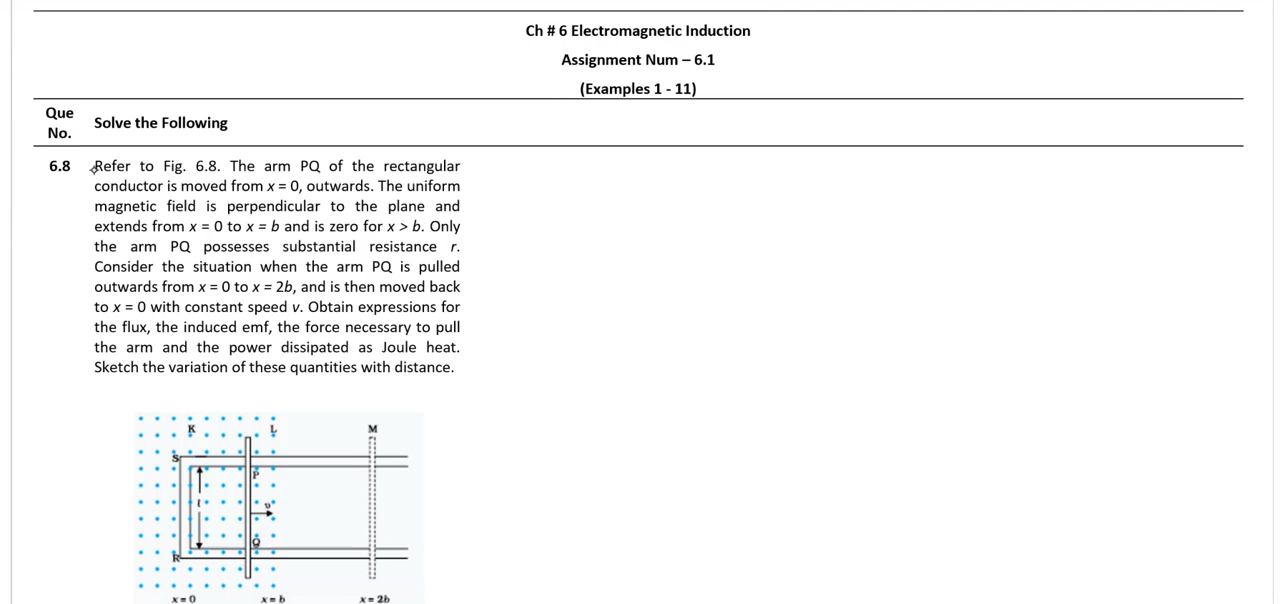 Ch # 6 Electromagnetic Induction
Assignment Num – 6.1
(Examples 1 - 11)
Que
No.
Solve the Following
6.8 Refer to Fig. 6.8. The arm PQ of the rectangular
conductor is moved from x = 0, outwards. The uniform
magnetic field is perpendicular to the plane and
extends from x = 0 to x = b and is zero for x > b. Only
the arm PQ possesses substantial resistance r.
Consider the situation when the arm PQ is pulled
outwards from x = 0 to x = 2b, and is then moved back
to x = 0 with constant speed v. Obtain expressions for
the flux, the induced emf, the force necessary to pull
the arm and the power dissipated as Joule heat.
Sketch the variation of these quantities with distance.
K L M
S
P
l
v
Q
R
x = 0 x = b x = 2b